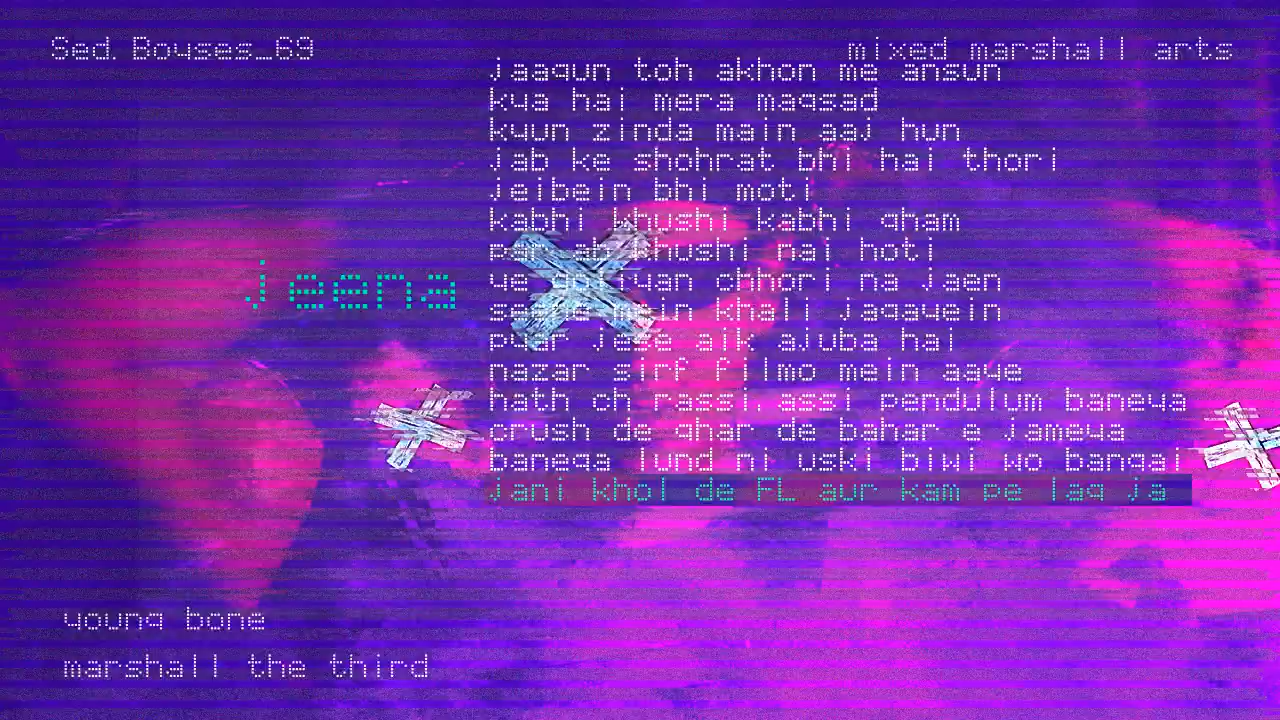 Sed. Boyses_69
mixed marshall arts
jaagun toh akhon me ansun
kya hai mera maqsad
kyun zinda main aaj hun
jab ke shohrat bhi hai thori
jeibein bhi moti
kabhi khushi kabhi gham
khushi nai hoti
ye chhori na jaen
mein khali jagayein
pyar jese aik ajuba hai
nazar sirf filmo mein aaye
hath ch rassi, assi pendulum baneya
crush de ghar de bahar a jameya
banega lund ni uski biwi wo bangai
jani khol de FL aur kam pe lag ja
jeena
young bone
marshall the third